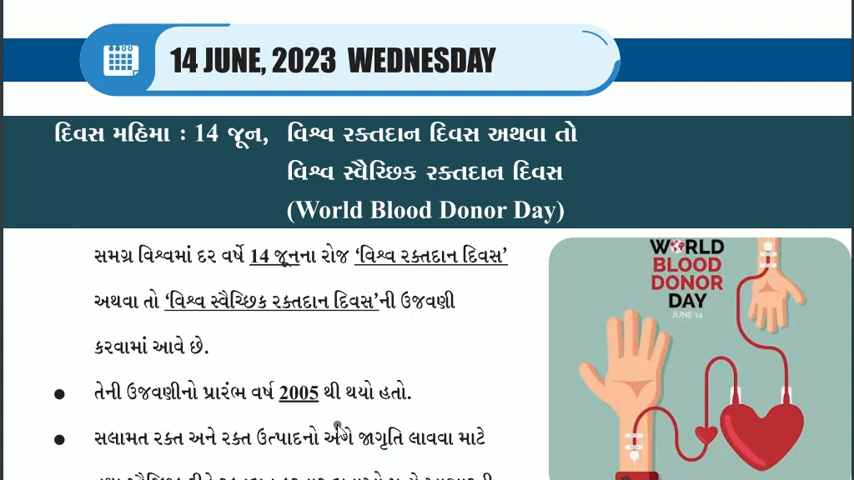 14 JUNE, 2023 WEDNESDAY
દિવસ મહિમા : 14 જૂન, વિશ્વ રક્તદાન દિવસ અથવા તો
વિશ્વ સ્વૈચ્છિક રક્તદાન દિવસ
(World Blood Donor Day)
સમગ્ર વિશ્વમાં દર વર્ષે 14 જૂનના રોજ ‘વિશ્વ રક્તદાન દિવસ’
અથવા તો ‘વિશ્વ સ્વૈચ્છિક રક્તદાન દિવસ’ની ઉજવણી
કરવામાં આવે છે.
● તેની ઉજવણીનો પ્રારંભ વર્ષ 2005 થી થયો હતો.
● સલામત રક્ત અને રક્ત ઉત્પાદનો અંગે જાગૃતિ લાવવા માટે
WORLD
BLOOD
DONOR
DAY
JUNE 14